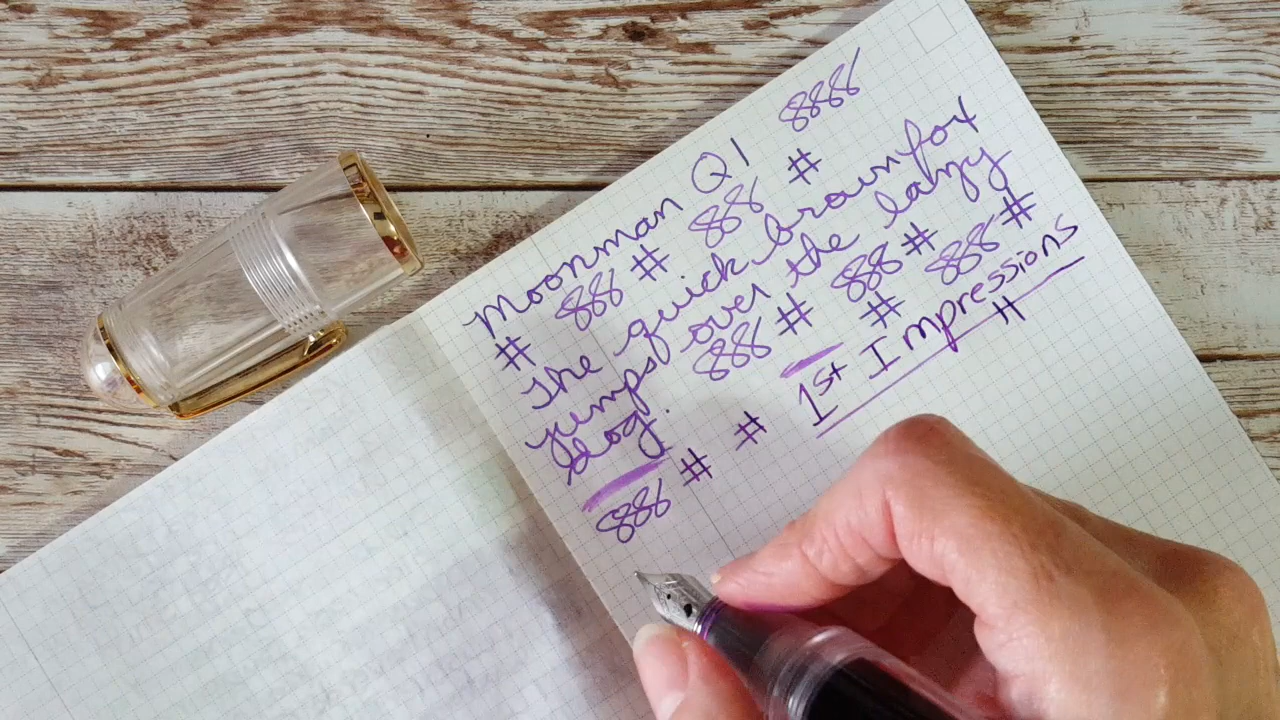 Moonman Q1 8888
# 888 # 888 #
The quick brown fox
jumps over the lazy
dog. 888 # 888 #
888 #
# 888 #
# 1st Impressions
#